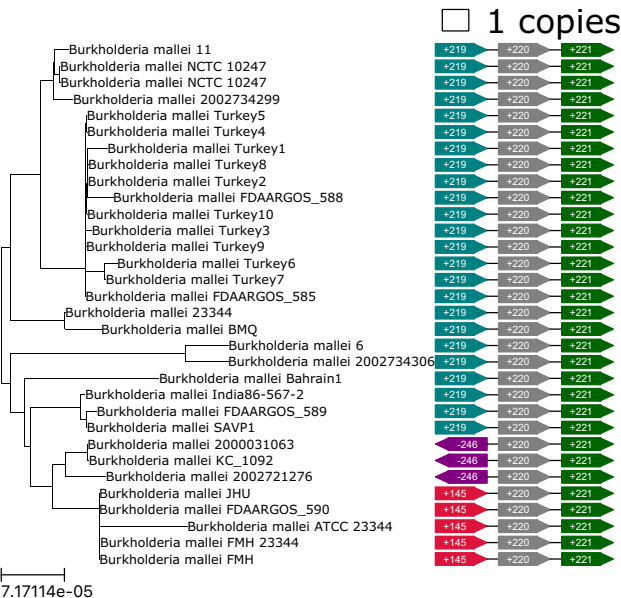 1 copies
Burkholderia mallei 11 +219 +220 +221
Burkholderia mallei NCTC 10247 +219 +220 +221
Burkholderia mallei NCTC 10247 +219 +220 +221
Burkholderia mallei 2002734299 +219 +220 +221
Burkholderia mallei Turkey5 +219 +220 +221
Burkholderia mallei Turkey4 +219 +220 +221
Burkholderia mallei Turkey1 +219 +220 +221
Burkholderia mallei Turkey8 +219 +220 +221
Burkholderia mallei Turkey2 +219 +220 +221
Burkholderia mallei FDAARGOS_588 +219 +220 +221
Burkholderia mallei Turkey10 +219 +220 +221
Burkholderia mallei Turkey3 +219 +220 +221
Burkholderia mallei Turkey9 +219 +220 +221
Burkholderia mallei Turkey6 +219 +220 +221
Burkholderia mallei Turkey7 +219 +220 +221
Burkholderia mallei FDAARGOS_585 +219 +220 +221
Burkholderia mallei 23344 +219 +220 +221
Burkholderia mallei BMQ +219 +220 +221
Burkholderia mallei 6 +219 +220 +221
Burkholderia mallei 2002734306 +219 +220 +221
Burkholderia mallei Bahrain1 +219 +220 +221
Burkholderia mallei India86-567-2 +219 +220 +221
Burkholderia mallei FDAARGOS_589 +219 +220 +221
Burkholderia mallei SAVP1 +219 +220 +221
Burkholderia mallei 2000031063 -246 +220 +221
Burkholderia mallei KC_1092 -246 +220 +221
Burkholderia mallei 2002721276 -246 +220 +221
Burkholderia mallei JHU +145 +220 +221
Burkholderia mallei FDAARGOS_590 +145 +220 +221
Burkholderia mallei ATCC 23344 +145 +220 +221
Burkholderia mallei FMH 23344 +145 +220 +221
Burkholderia mallei FMH +145 +220 +221
7.17114e-05